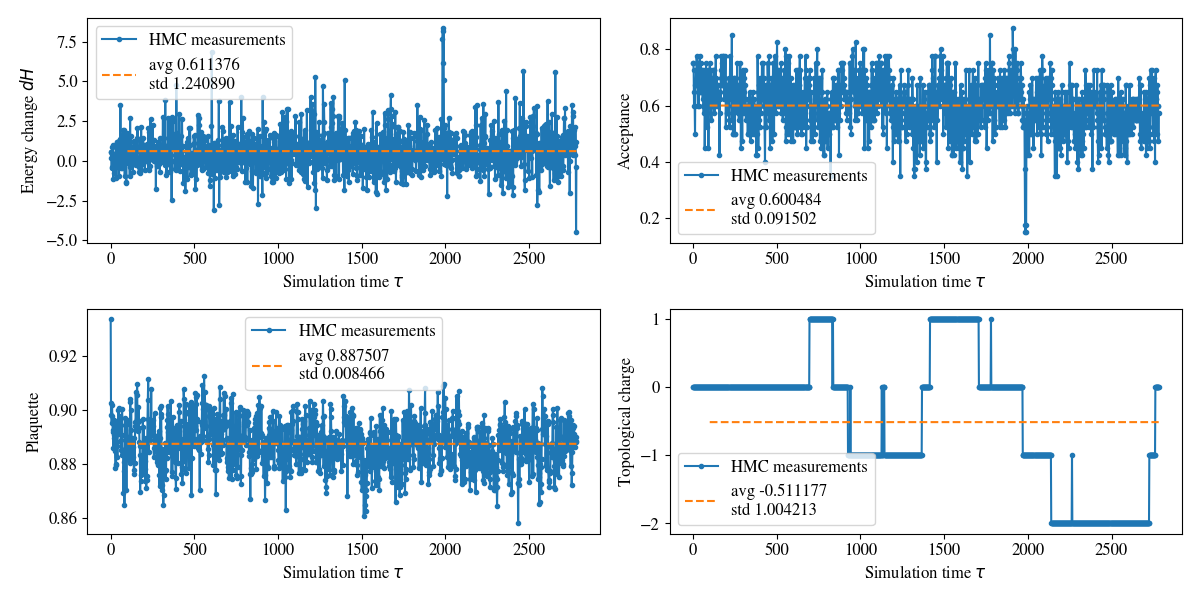 7.5
5.0
2.5
0.0
−2.5
−5.0
Energy change dH
HMC measurements
avg 0.611376
std 1.240890
0
500
1000
1500
2000
2500
Simulation time τ
0.8
0.6
0.4
0.2
Acceptance
HMC measurements
avg 0.600484
std 0.091502
0
500
1000
1500
2000
2500
Simulation time τ
0.92
0.90
0.88
0.86
Plaquette
HMC measurements
avg 0.887507
std 0.008466
0
500
1000
1500
2000
2500
Simulation time τ
1
0
−1
−2
Topological charge
HMC measurements
avg -0.511177
std 1.004213
0
500
1000
1500
2000
2500
Simulation time τ